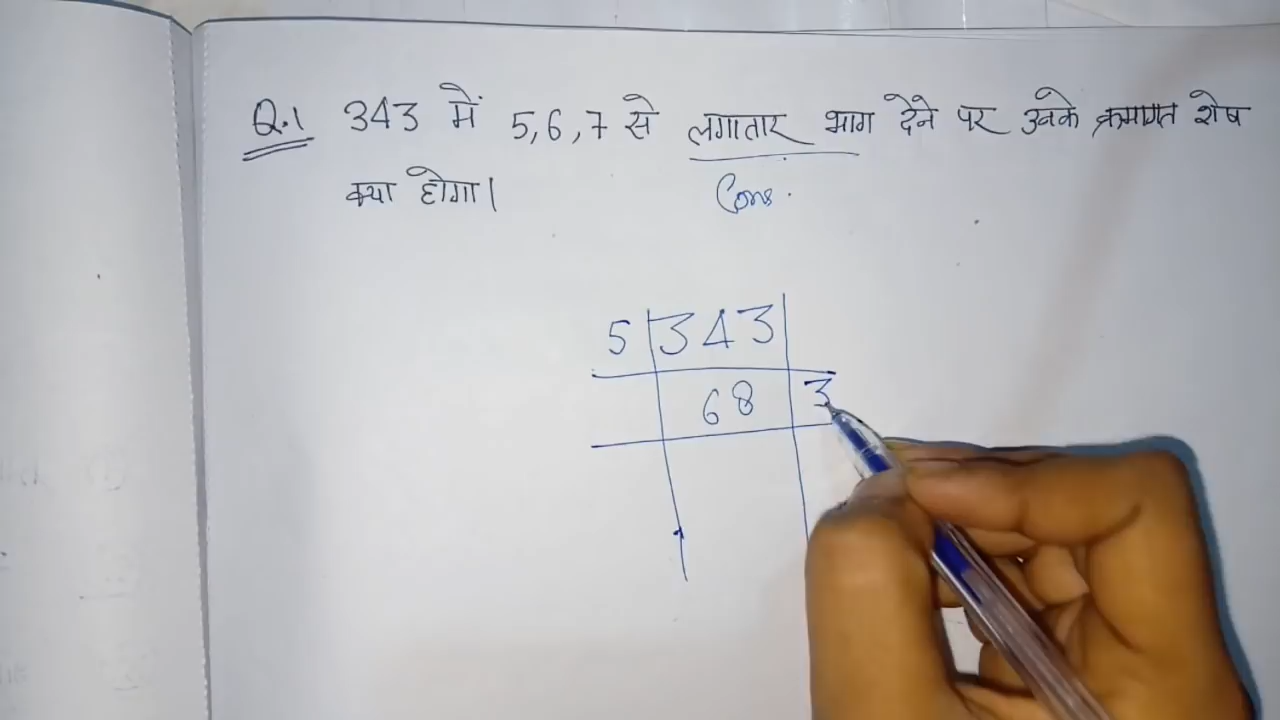 Q.1 343 में 5,6,7 से लगातार भाग देने पर उनके क्रमागत शेष
क्या होगा।
Cons.
5 343
68 3